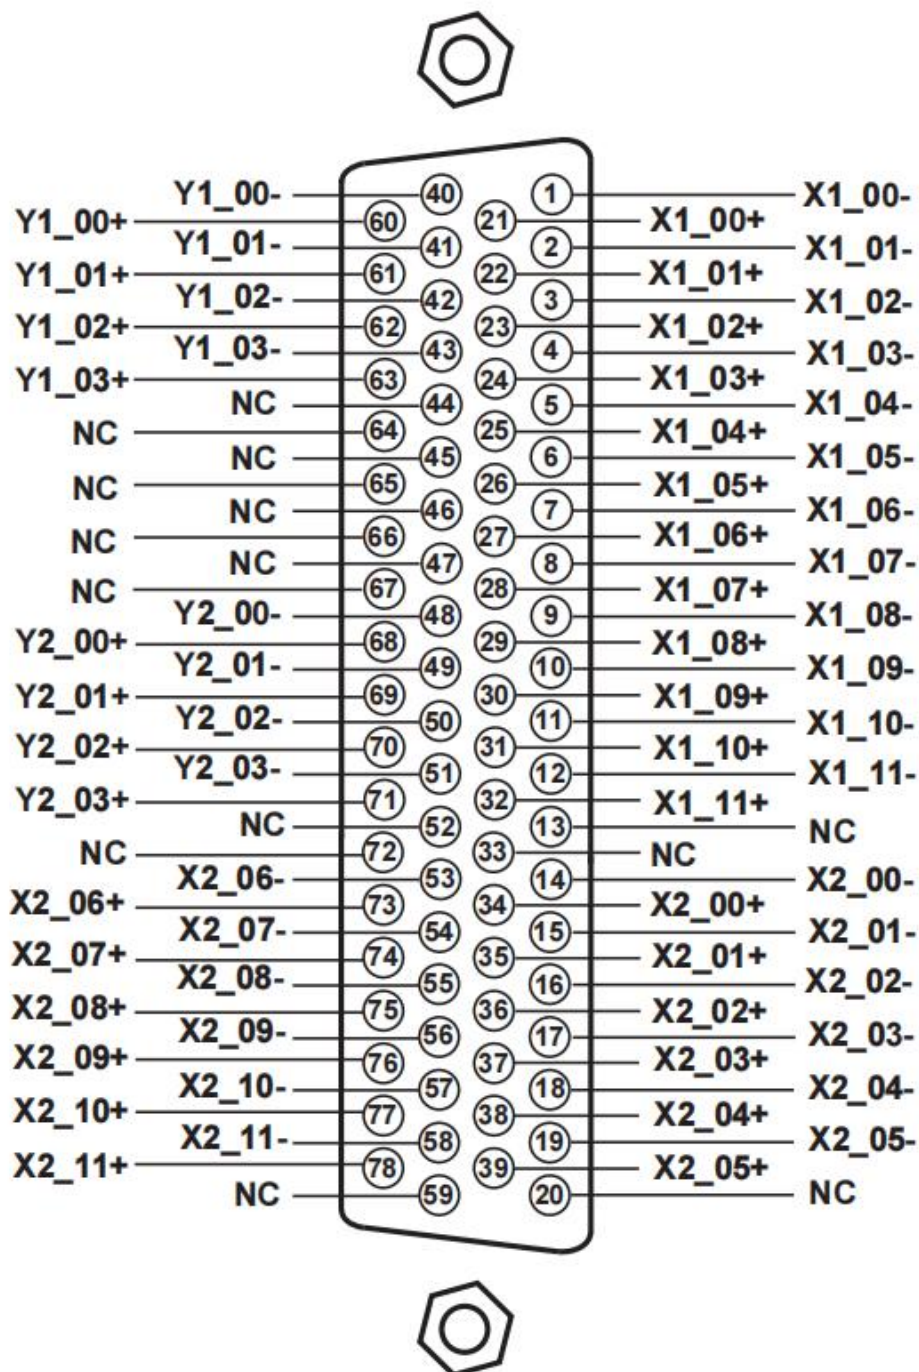 Y1_00- 40 1 X1_00-
Y1_00+ 60 21 X1_00+
Y1_01- 41 2 X1_01-
Y1_01+ 61 22 X1_01+
Y1_02- 42 3 X1_02-
Y1_02+ 62 23 X1_02+
Y1_03- 43 4 X1_03-
Y1_03+ 63 24 X1_03+
NC 44 5 X1_04-
NC 64 25 X1_04+
NC 45 6 X1_05-
NC 65 26 X1_05+
NC 46 7 X1_06-
NC 66 27 X1_06+
NC 47 8 X1_07-
NC 67 28 X1_07+
Y2_00- 48 9 X1_08-
Y2_00+ 68 29 X1_08+
Y2_01- 49 10 X1_09-
Y2_01+ 69 30 X1_09+
Y2_02- 50 11 X1_10-
Y2_02+ 70 31 X1_10+
Y2_03- 51 12 X1_11-
Y2_03+ 71 32 X1_11+
NC 52 13 NC
NC 72 33 NC
X2_06- 53 14 X2_00-
X2_06+ 73 34 X2_00+
X2_07- 54 15 X2_01-
X2_07+ 74 35 X2_01+
X2_08- 55 16 X2_02-
X2_08+ 75 36 X2_02+
X2_09- 56 17 X2_03-
X2_09+ 76 37 X2_03+
X2_10- 57 18 X2_04-
X2_10+ 77 38 X2_04+
X2_11- 58 19 X2_05-
X2_11+ 78 39 X2_05+
NC 59 20 NC